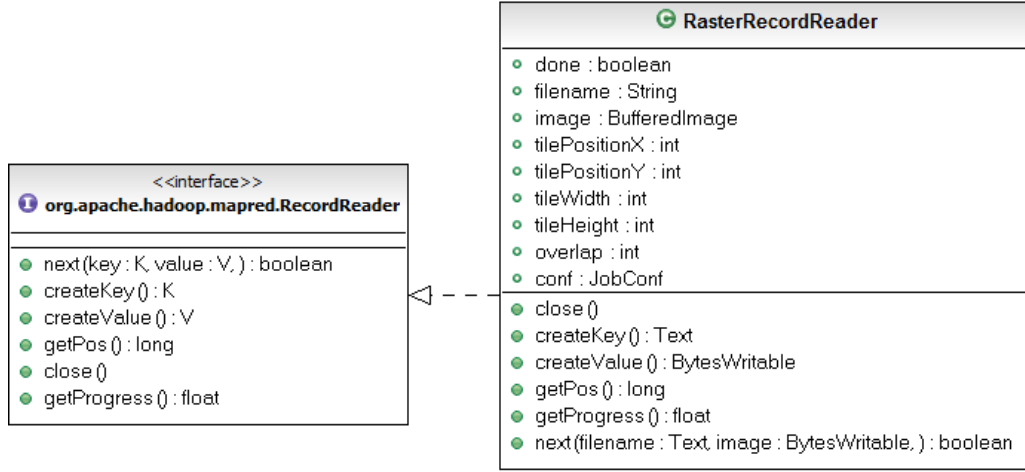 <<interface>>
I org.apache.hadoop.mapred.RecordReader
next(key : K, value : V, ) : boolean
createKey () : K
createValue () : V
getPos () : long
close ()
getProgress () : float
C RasterRecordReader
done : boolean
filename : String
image : BufferedImage
tilePositionX : int
tilePositionY : int
tileWidth : int
tileHeight : int
overlap : int
conf : JobConf
close ()
createKey () : Text
createValue () : BytesWritable
getPos () : long
getProgress () : float
next(filename : Text, image : BytesWritable, ) : boolean